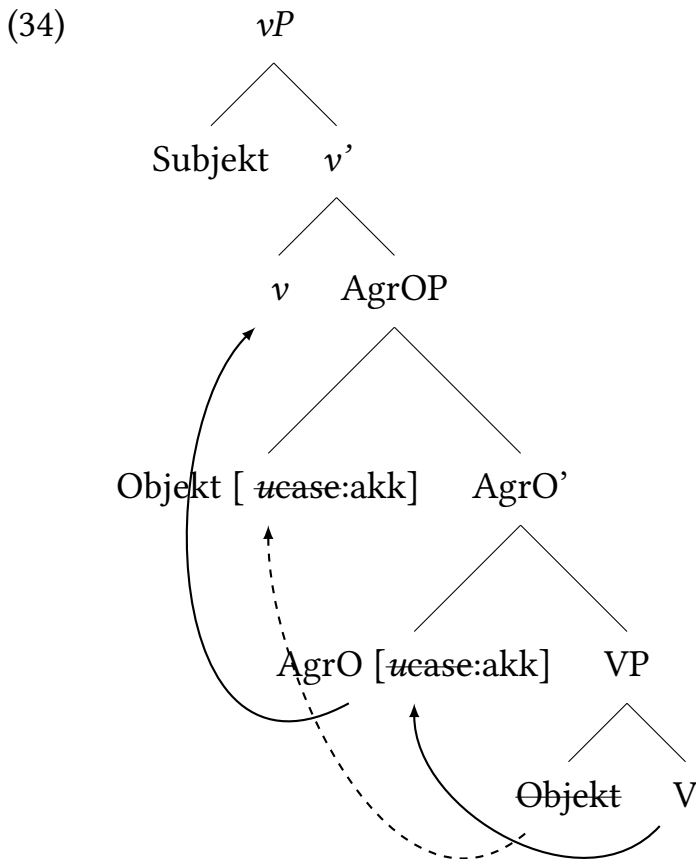 (34) vP
Subjekt v’
v AgrOP
Objekt [ ucase:akk] AgrO’
AgrO [ucase:akk] VP
Objekt V